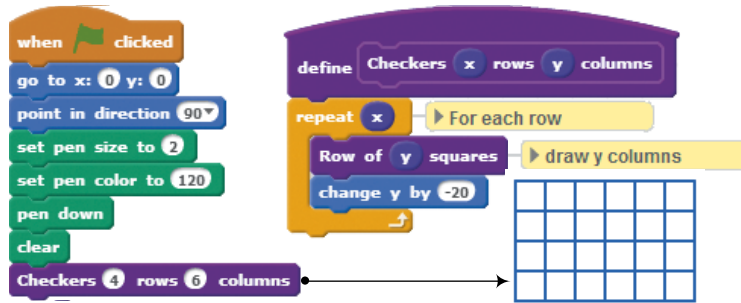 when clicked
go to x: 0 y: 0
point in direction 90
set pen size to 2
set pen color to 120
pen down
clear
Checkers 4 rows 6 columns
define Checkers x rows y columns
repeat x
For each row
Row of y squares
draw y columns
change y by -20